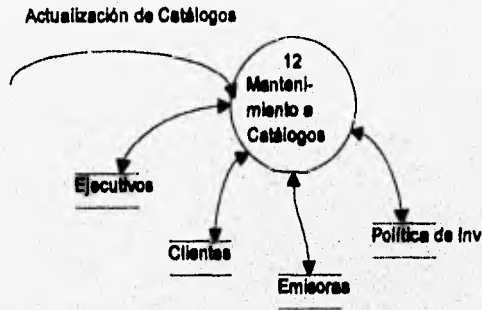 Actualización de Catálogos
12
Manteni-
miento a
Catálogos
Ejecutivos
Clientes
Emisoras
Política de Inv